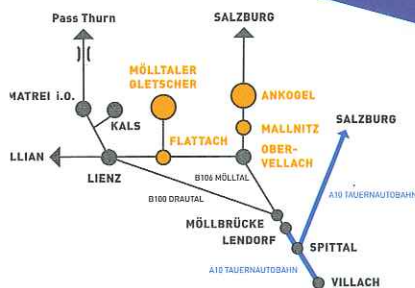 Pass Thurn
SALZBURG
MÖLLTALER
GLETSCHER
ANKOGEL
MATREI i.O.
KALS
MALLNITZ
SALZBURG
FLATTACH
OBER-
VELLACH
LLIAN
LIENZ
B106 MÖLLTAL
A10 TAUERNAUTOBAHN
B100 DRAUTAL
MÖLLBRÜCKE
LENDORF
SPITTAL
A10 TAUERNAUTOBAHN
VILLACH